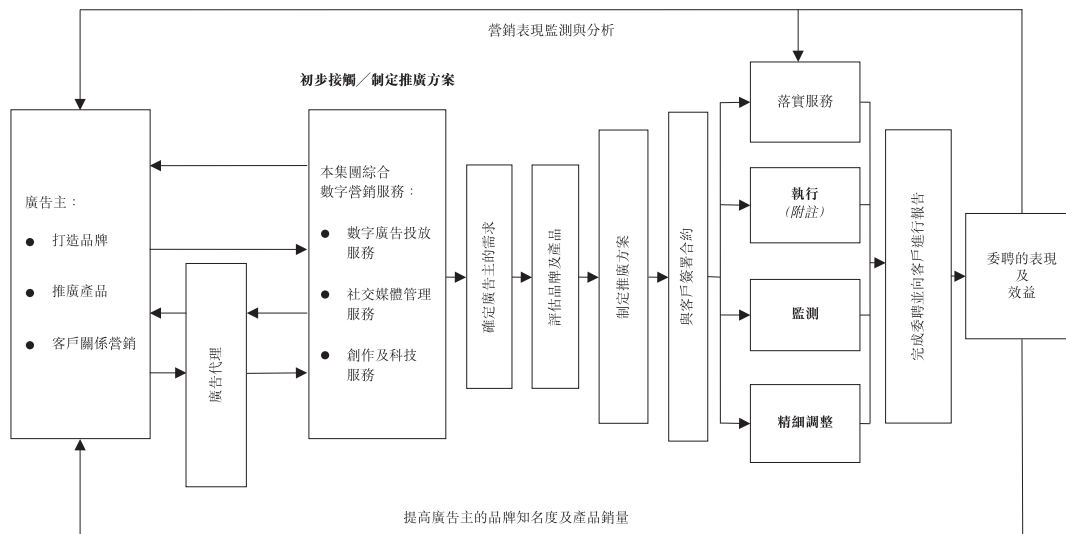 營銷表現監測與分析
初步接觸／制定推廣方案
廣告主：
● 打造品牌
● 推廣產品
● 客戶關係營銷
廣告代理
本集團綜合
數字營銷服務：
● 數字廣告投放
服務
● 社交媒體管理
服務
● 創作及科技
服務
確定廣告主的需求
評估品牌及產品
制定推廣方案
與客戶簽署合約
落實服務
執行
(附註)
監測
精細調整
完成委聘並向客戶進行報告
委聘的表現
及
效益
提高廣告主的品牌知名度及產品銷量